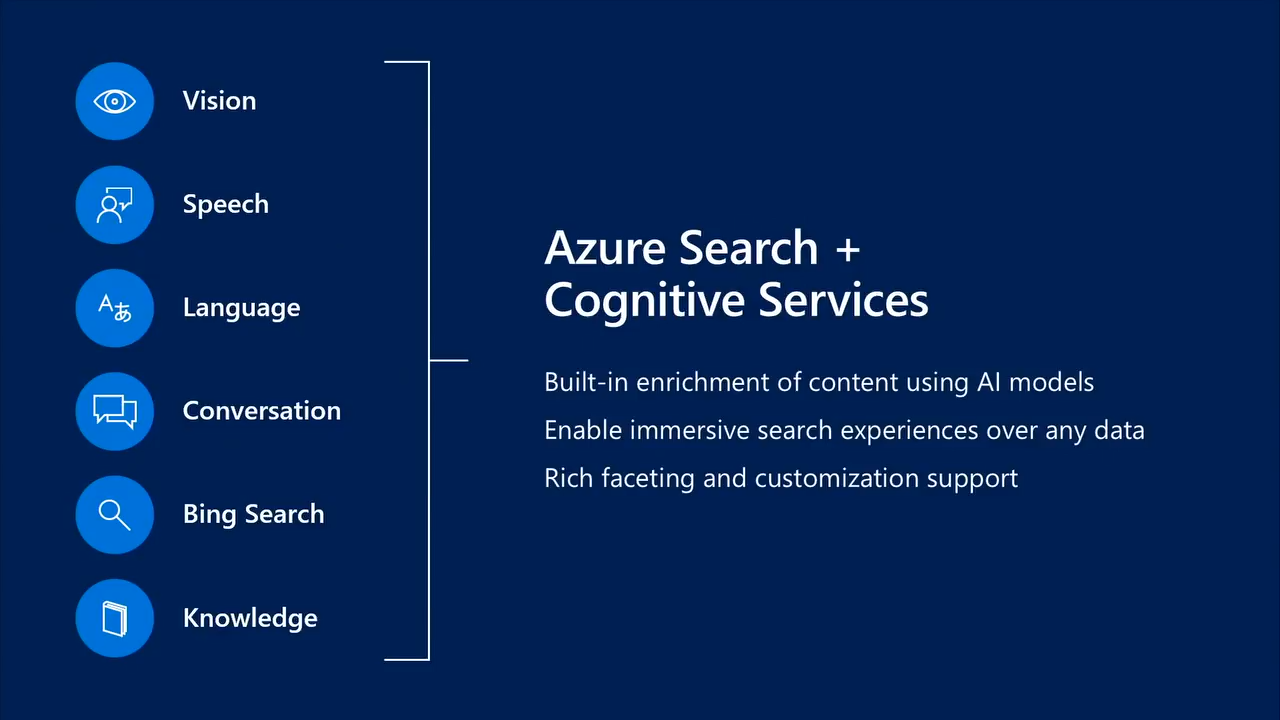 Vision
Speech
Language
Conversation
Bing Search
Knowledge
Azure Search +
Cognitive Services
Built-in enrichment of content using AI models
Enable immersive search experiences over any data
Rich faceting and customization support